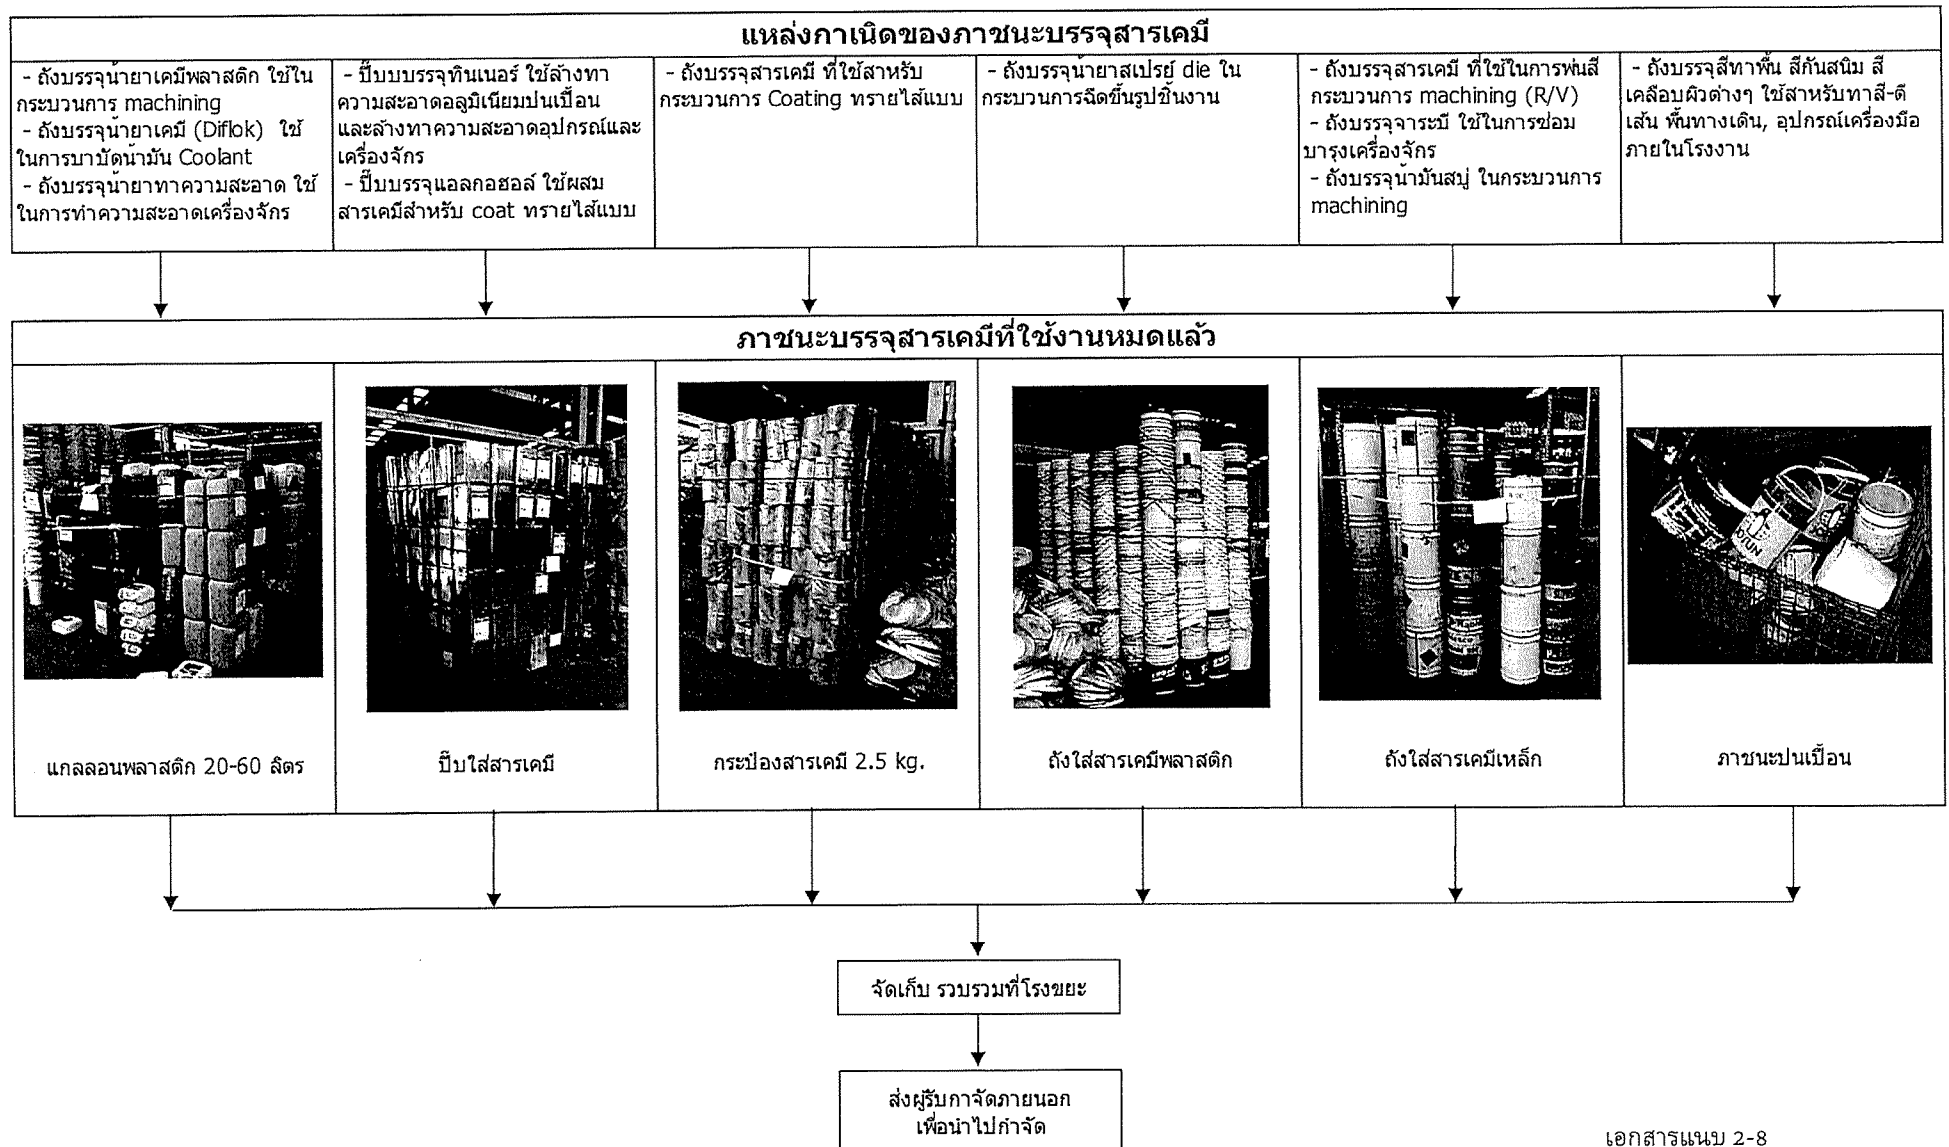 แหล่งกาเนิดของภาชนะบรรจุสารเคมี
- ถังบรรจุน้ายาเคมีพลาสติก ใช้ใน
กระบวนการ machining
- ถังบรรจุน้ายาเคมี (Diflok) ใช้
ในการบาบัดน้ามัน Coolant
- ถังบรรจุน้ายาทาความสะอาด ใช้
ในการทำความสะอาดเครื่องจักร
- ปี๊บบบรรจุทินเนอร์ ใช้ล้างทา
ความสะอาดอลูมิเนียมปนเปื้อน
และล้างทาความสะอาดอุปกรณ์และ
เครื่องจักร
- ปี๊บบรรจุแอลกอฮอล์ ใช้ผสม
สารเคมีสำหรับ coat ทรายไส้แบบ
- ถังบรรจุสารเคมี ที่ใช้สาหรับ
กระบวนการ Coating ทรายไส้แบบ
- ถังบรรจุน้ายาสเปรย์ die ใน
กระบวนการฉีดขึ้นรูปชิ้นงาน
- ถังบรรจุสารเคมี ที่ใช้ในการพ่นสี
กระบวนการ machining (R/V)
- ถังบรรจุจาระบี ใช้ในการซ่อม
บารุงเครื่องจักร
- ถังบรรจุน้ามันสบู่ ในกระบวนการ
machining
- ถังบรรจุสีทาพื้น สีกันสนิม สี
เคลือบผิวต่างๆ ใช้สาหรับทาสี-ตี
เส้น พื้นทางเดิน, อุปกรณ์เครื่องมือ
ภายในโรงงาน
ภาชนะบรรจุสารเคมีที่ใช้งานหมดแล้ว
แกลลอนพลาสติก 20-60 ลิตร
ปี๊บใส่สารเคมี
กระป๋องสารเคมี 2.5 kg.
ถังใส่สารเคมีพลาสติก
ถังใส่สารเคมีเหล็ก
ภาชนะปนเปื้อน
จัดเก็บ รวบรวมที่โรงขยะ
ส่งผู้รับกาจัดภายนอก
เพื่อนำไปกำจัด
เอกสารแนบ 2-8